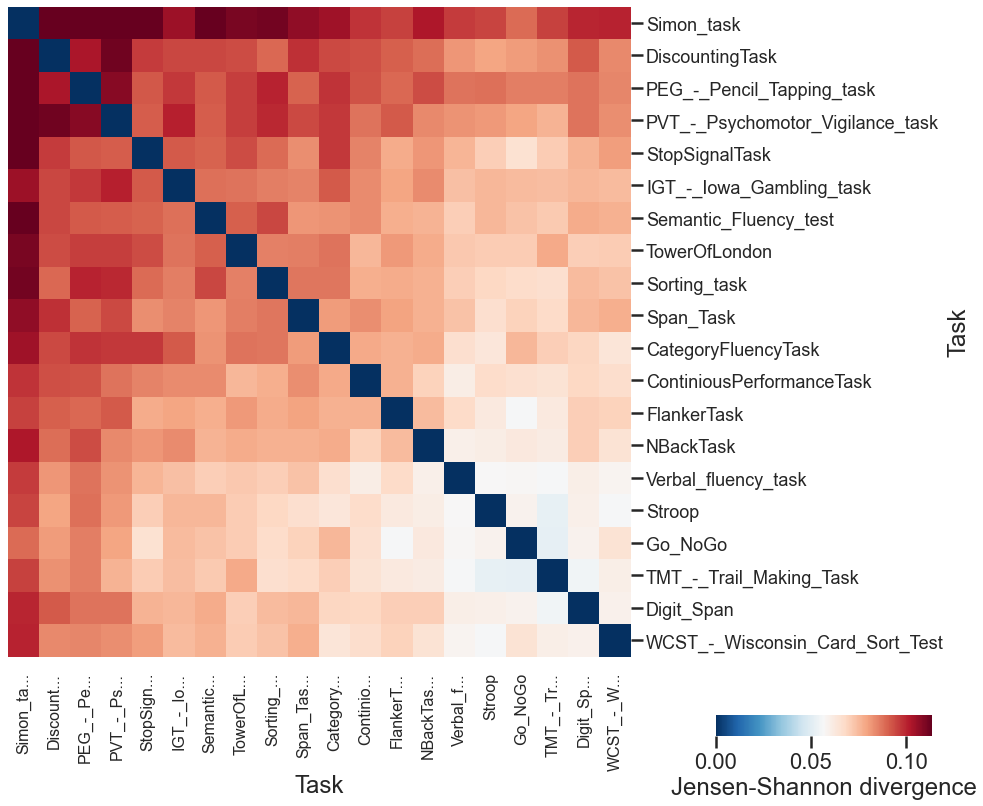 Simon_task
DiscountingTask
PEG_-_Pencil_Tapping_task
PVT_-_Psychomotor_Vigilance_task
StopSignalTask
IGT_-_Iowa_Gambling_task
Semantic_Fluency_test
TowerOfLondon
Sorting_task
Span_Task
CategoryFluencyTask
ContiniousPerformanceTask
FlankerTask
NBackTask
Verbal_fluency_task
Stroop
Go_NoGo
TMT_-_Trail_Making_Task
Digit_Span
WCST_-_Wisconsin_Card_Sort_Test
Task
Simon_ta...
Discount...
PEG_-_Pe...
PVT_-_Ps...
StopSign...
IGT_-_Io...
Semantic...
TowerOfL...
Sorting_...
Span_Tas...
Category...
Continio...
FlankerT...
NBackTas...
Verbal_f...
Stroop
Go_NoGo
TMT_-_Tr...
Digit_Sp...
WCST_-_W...
Task
0.00 0.05 0.10
Jensen-Shannon divergence